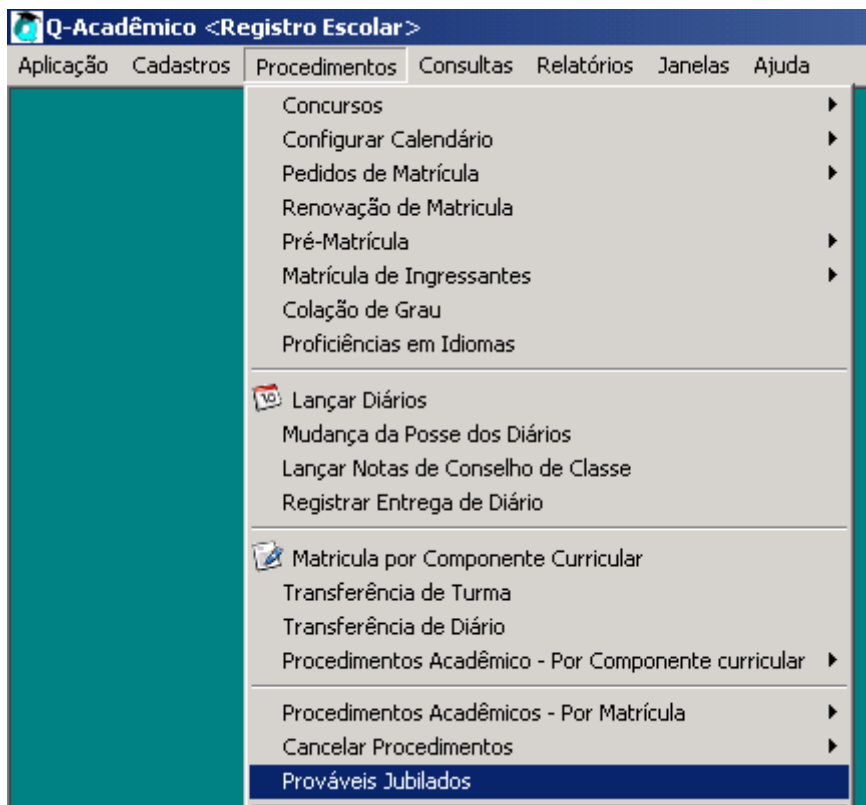 Q-Acadêmico <Registro Escolar>
Aplicação Cadastros Procedimentos Consultas Relatórios Janelas Ajuda
Concursos
Configurar Calendário
Pedidos de Matrícula
Renovação de Matricula
Pré-Matrícula
Matrícula de Ingressantes
Colação de Grau
Proficiências em Idiomas
Lançar Diários
Mudança da Posse dos Diários
Lançar Notas de Conselho de Classe
Registrar Entrega de Diário
Matricula por Componente Curricular
Transferência de Turma
Transferência de Diário
Procedimentos Acadêmico - Por Componente curricular
Procedimentos Acadêmicos - Por Matrícula
Cancelar Procedimentos
Prováveis Jubilados